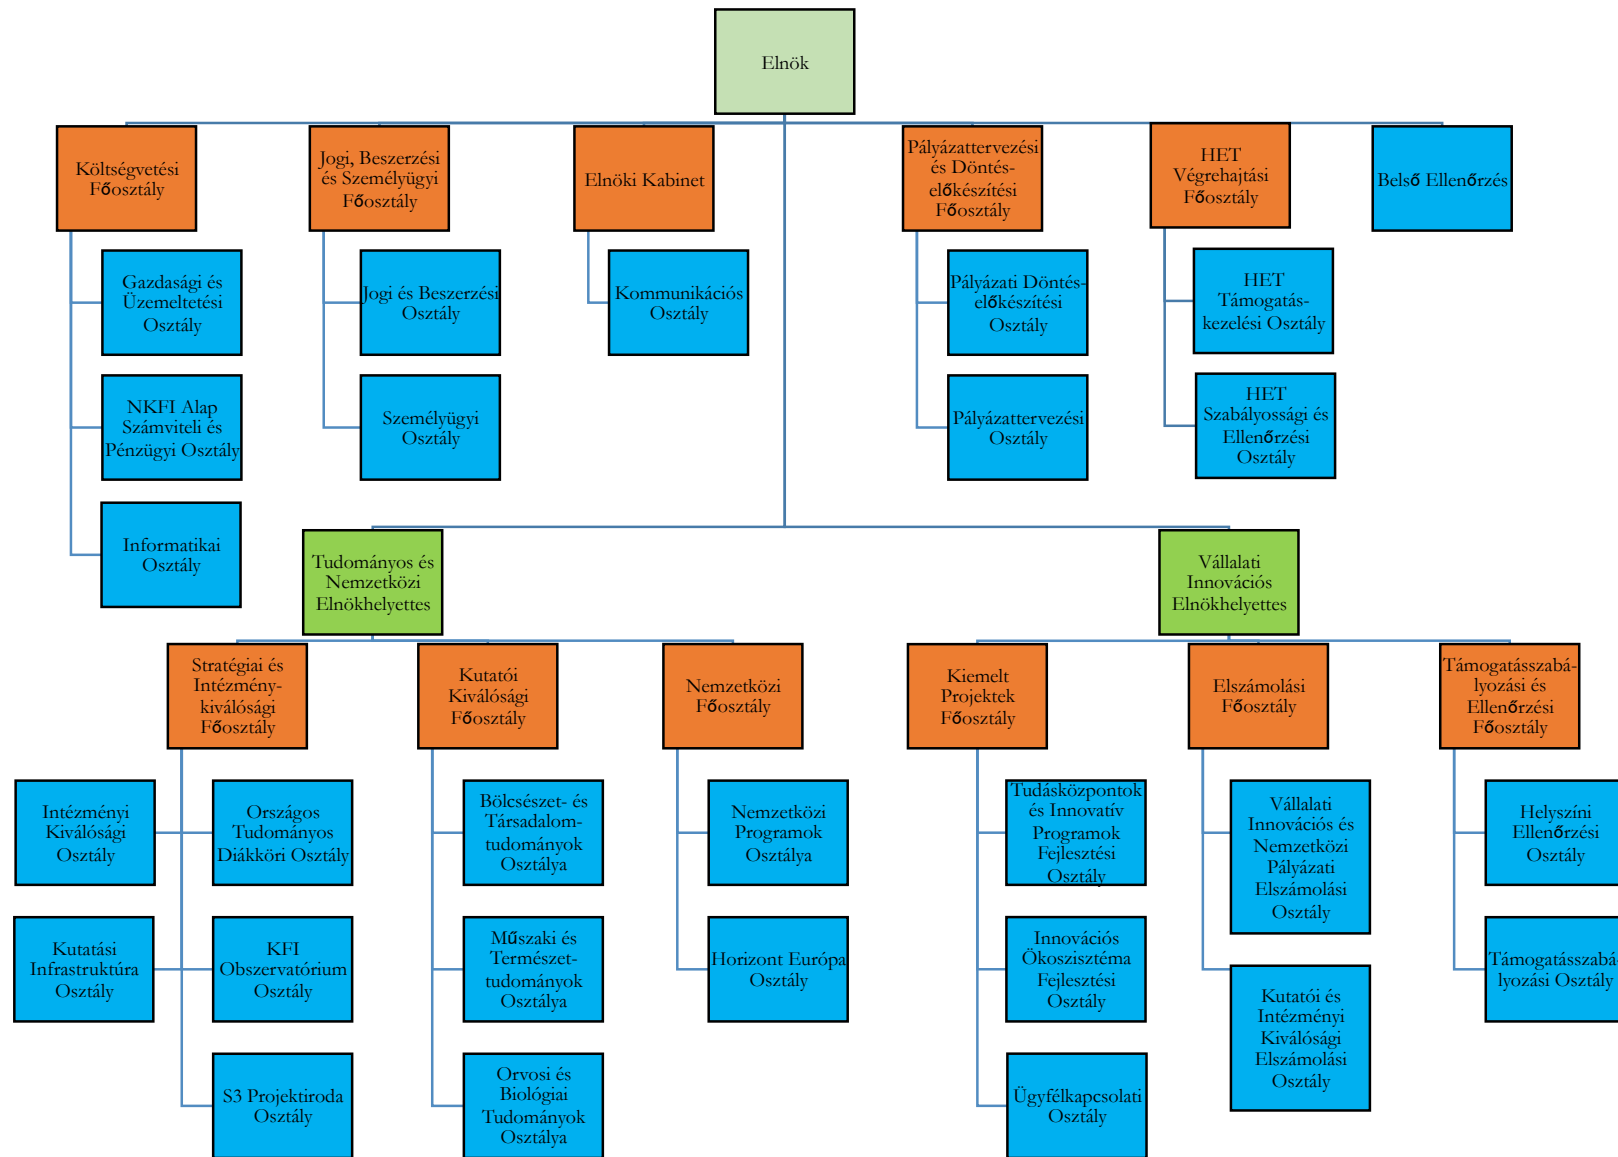 Elnök
Költségvetési
Főosztály
Jogi, Beszerzési
és Személyügyi
Főosztály
Elnöki Kabinet
Pályázattervezési
és Döntés-
előkészítési
Főosztály
HET
Végrehajtási
Főosztály
Belső Ellenőrzés
Gazdasági és
Üzemeltetési
Osztály
Jogi és Beszerzési
Osztály
Kommunikációs
Osztály
Pályázati Döntés-
előkészítési
Osztály
HET
Támogatás-
kezelési Osztály
NKFI Alap
Számviteli és
Pénzügyi Osztály
Személyügyi
Osztály
Pályázattervezési
Osztály
HET
Szabályossági és
Ellenőrzési
Osztály
Informatikai
Osztály
Tudományos és
Nemzetközi
Elnökhelyettes
Vállalati
Innovációs
Elnökhelyettes
Stratégiai és
Intézmény-
kiválósági
Főosztály
Kutatói
Kiválósági
Főosztály
Nemzetközi
Főosztály
Kiemelt
Projektek
Főosztály
Elszámolási
Főosztály
Támogatásszabá-
lyozási és
Ellenőrzési
Főosztály
Intézményi
Kiválósági
Osztály
Országos
Tudományos
Diákköri Osztály
Bölcsészet- és
Társadalom-
tudományok
Osztálya
Nemzetközi
Programok
Osztálya
Tudásközpontok
és Innovatív
Programok
Fejlesztési
Osztály
Vállalati
Innovációs és
Nemzetközi
Pályázati
Elszámolási
Osztály
Helyszíni
Ellenőrzési
Osztály
Kutatási
Infrastruktúra
Osztály
KFI
Obszervatórium
Osztály
Műszaki és
Természet-
tudományok
Osztálya
Horizont Európa
Osztály
Innovációs
Ökoszisztéma
Fejlesztési
Osztály
Kutatói és
Intézményi
Kiválósági
Elszámolási
Osztály
Támogatásszabá-
lyozási Osztály
S3 Projektiroda
Osztály
Orvosi és
Biológiai
Tudományok
Osztálya
Ügyfélkapcsolati
Osztály